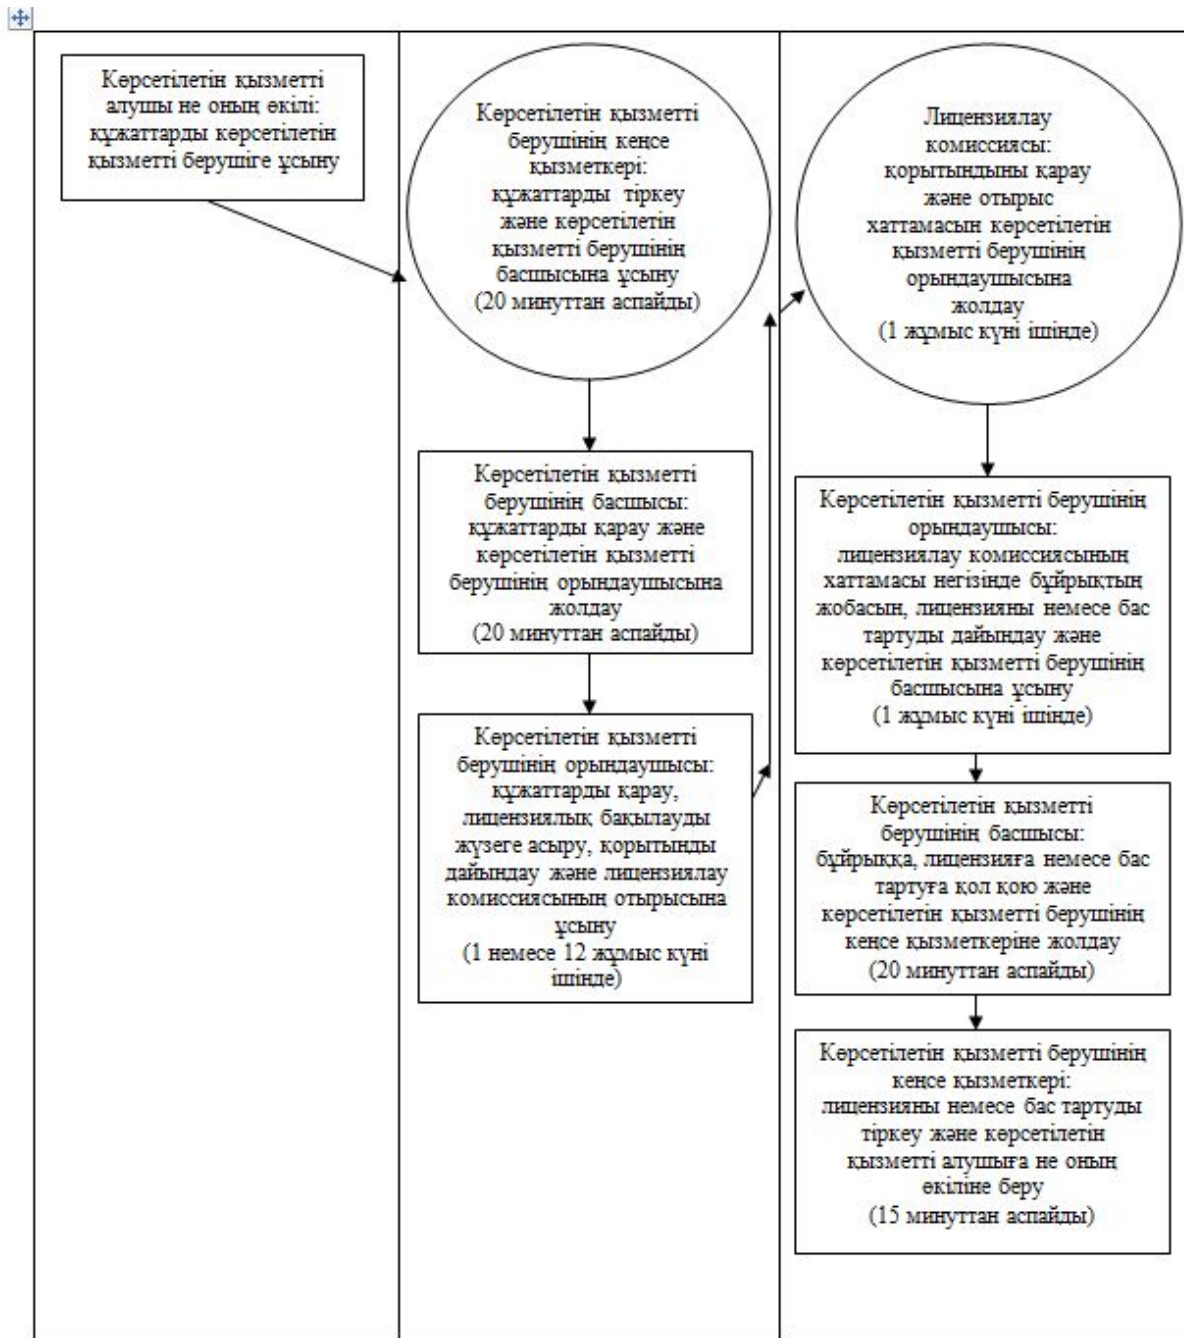 Көрсетілетін қызметті
алушы не оның өкілі:
құжаттарды көрсетілетін
қызметті берушіге ұсыну
Көрсетілетін қызметті
берушінің кеңсе
қызметкері:
құжаттарды тіркеу
және көрсетілетін
қызметті берушінің
басшысына ұсыну
(20 минуттан аспайды)
Көрсетілетін қызметті
берушінің басшысы:
құжаттарды қарау және
көрсетілетін қызметті
берушінің орындаушысына
жолдау
(20 минуттан аспайды)
Көрсетілетін қызметті
берушінің орындаушысы:
құжаттарды қарау,
лицензиялық бақылауды
жүзеге асыру, қорытынды
дайындау және лицензиялау
комиссиясының отырысына
ұсыну
(1 немесе 12 жұмыс күні
ішінде)
Лицензиялау
комиссиясы:
қорытындыны қарау
және отырыс
хаттамасын көрсетілетін
қызметті берушінің
орындаушысына
жолдау
(1 жұмыс күні ішінде)
Көрсетілетін қызметті берушінің
орындаушысы:
лицензиялау комиссиясының
хаттамасы негізінде бұйрықтың
жобасын, лицензияны немесе бас
тартуды дайындау және
көрсетілетін қызметті берушінің
басшысына ұсыну
(1 жұмыс күні ішінде)
Көрсетілетін қызметті
берушінің басшысы:
бұйрыққа, лицензияға немесе бас
тартуға қол қою және
көрсетілетін қызметті берушінің
кеңсе қызметкеріне жолдау
(20 минуттан аспайды)
Көрсетілетін қызметті берушінің
кеңсе қызметкері:
лицензияны немесе бас тартуды
тіркеу және көрсетілетін
қызметті алушыға не оның
өкіліне беру
(15 минуттан аспайды)